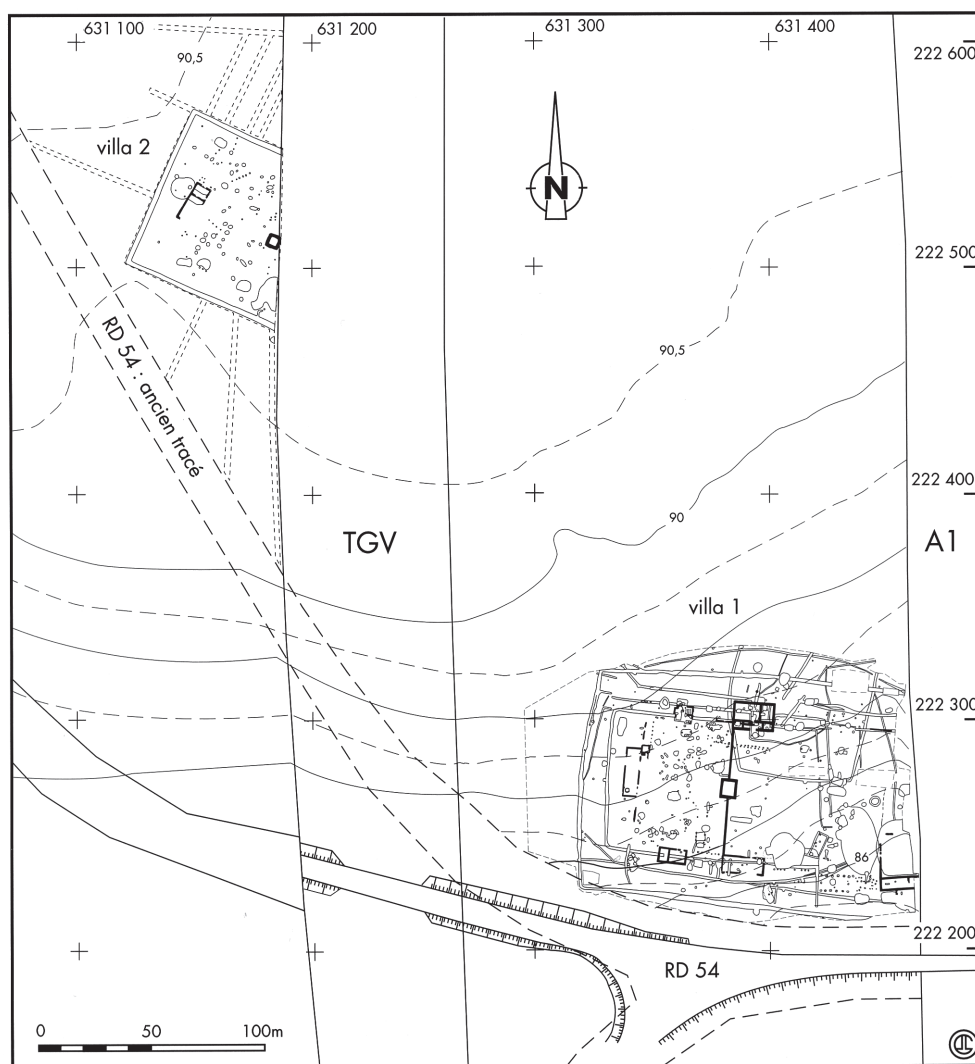 631 100
631 200
631 300
631 400
222 600
90,5
villa 2
N
222 500
RD 54 : ancien tracé
90,5
222 400
90
TGV
A1
villa 1
222 300
86
222 200
RD 54
0 50 100m